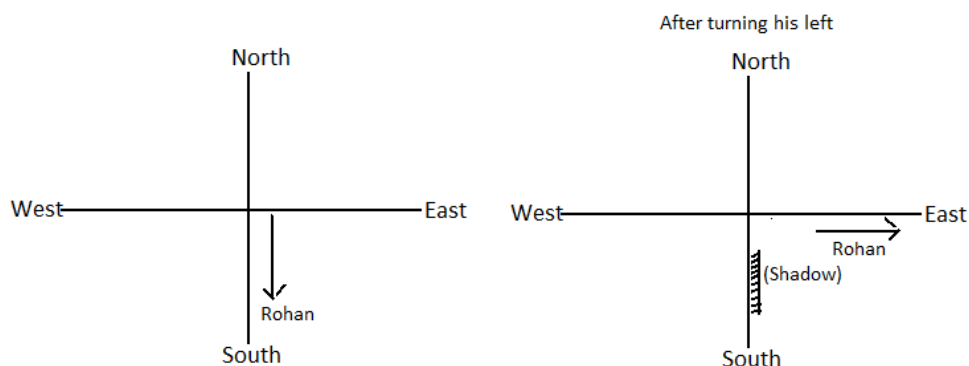 After turning his left
North
West
East
Rohan
South
North
West
East
Rohan
(Shadow)
South